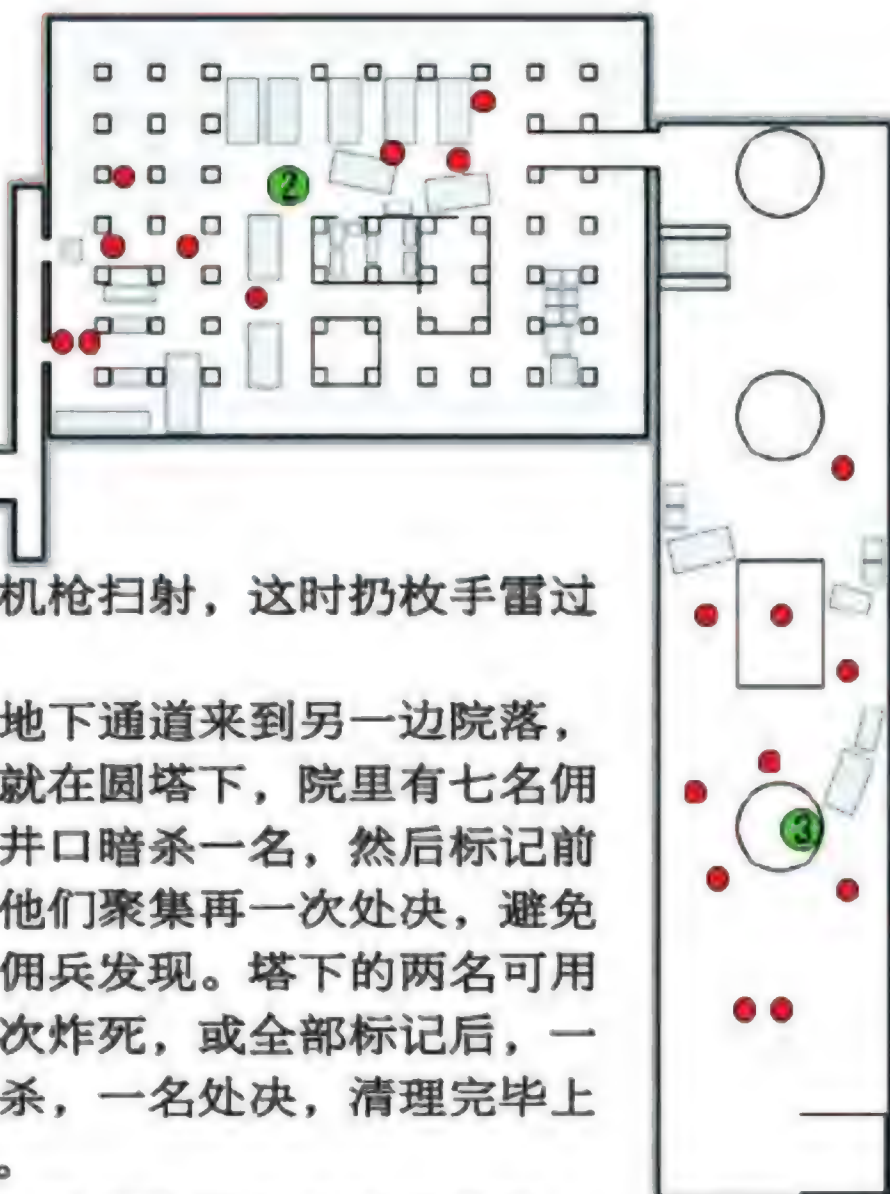 2
3
机枪扫射，这时扔枚手雷过
地下通道来到另一边院落，
就在圆塔下，院里有七名佣
井口暗杀一名，然后标记前
他们聚集再一次处决，避免
佣兵发现。塔下的两名可用
次炸死，或全部标记后，一
杀，一名处决，清理完毕上
。